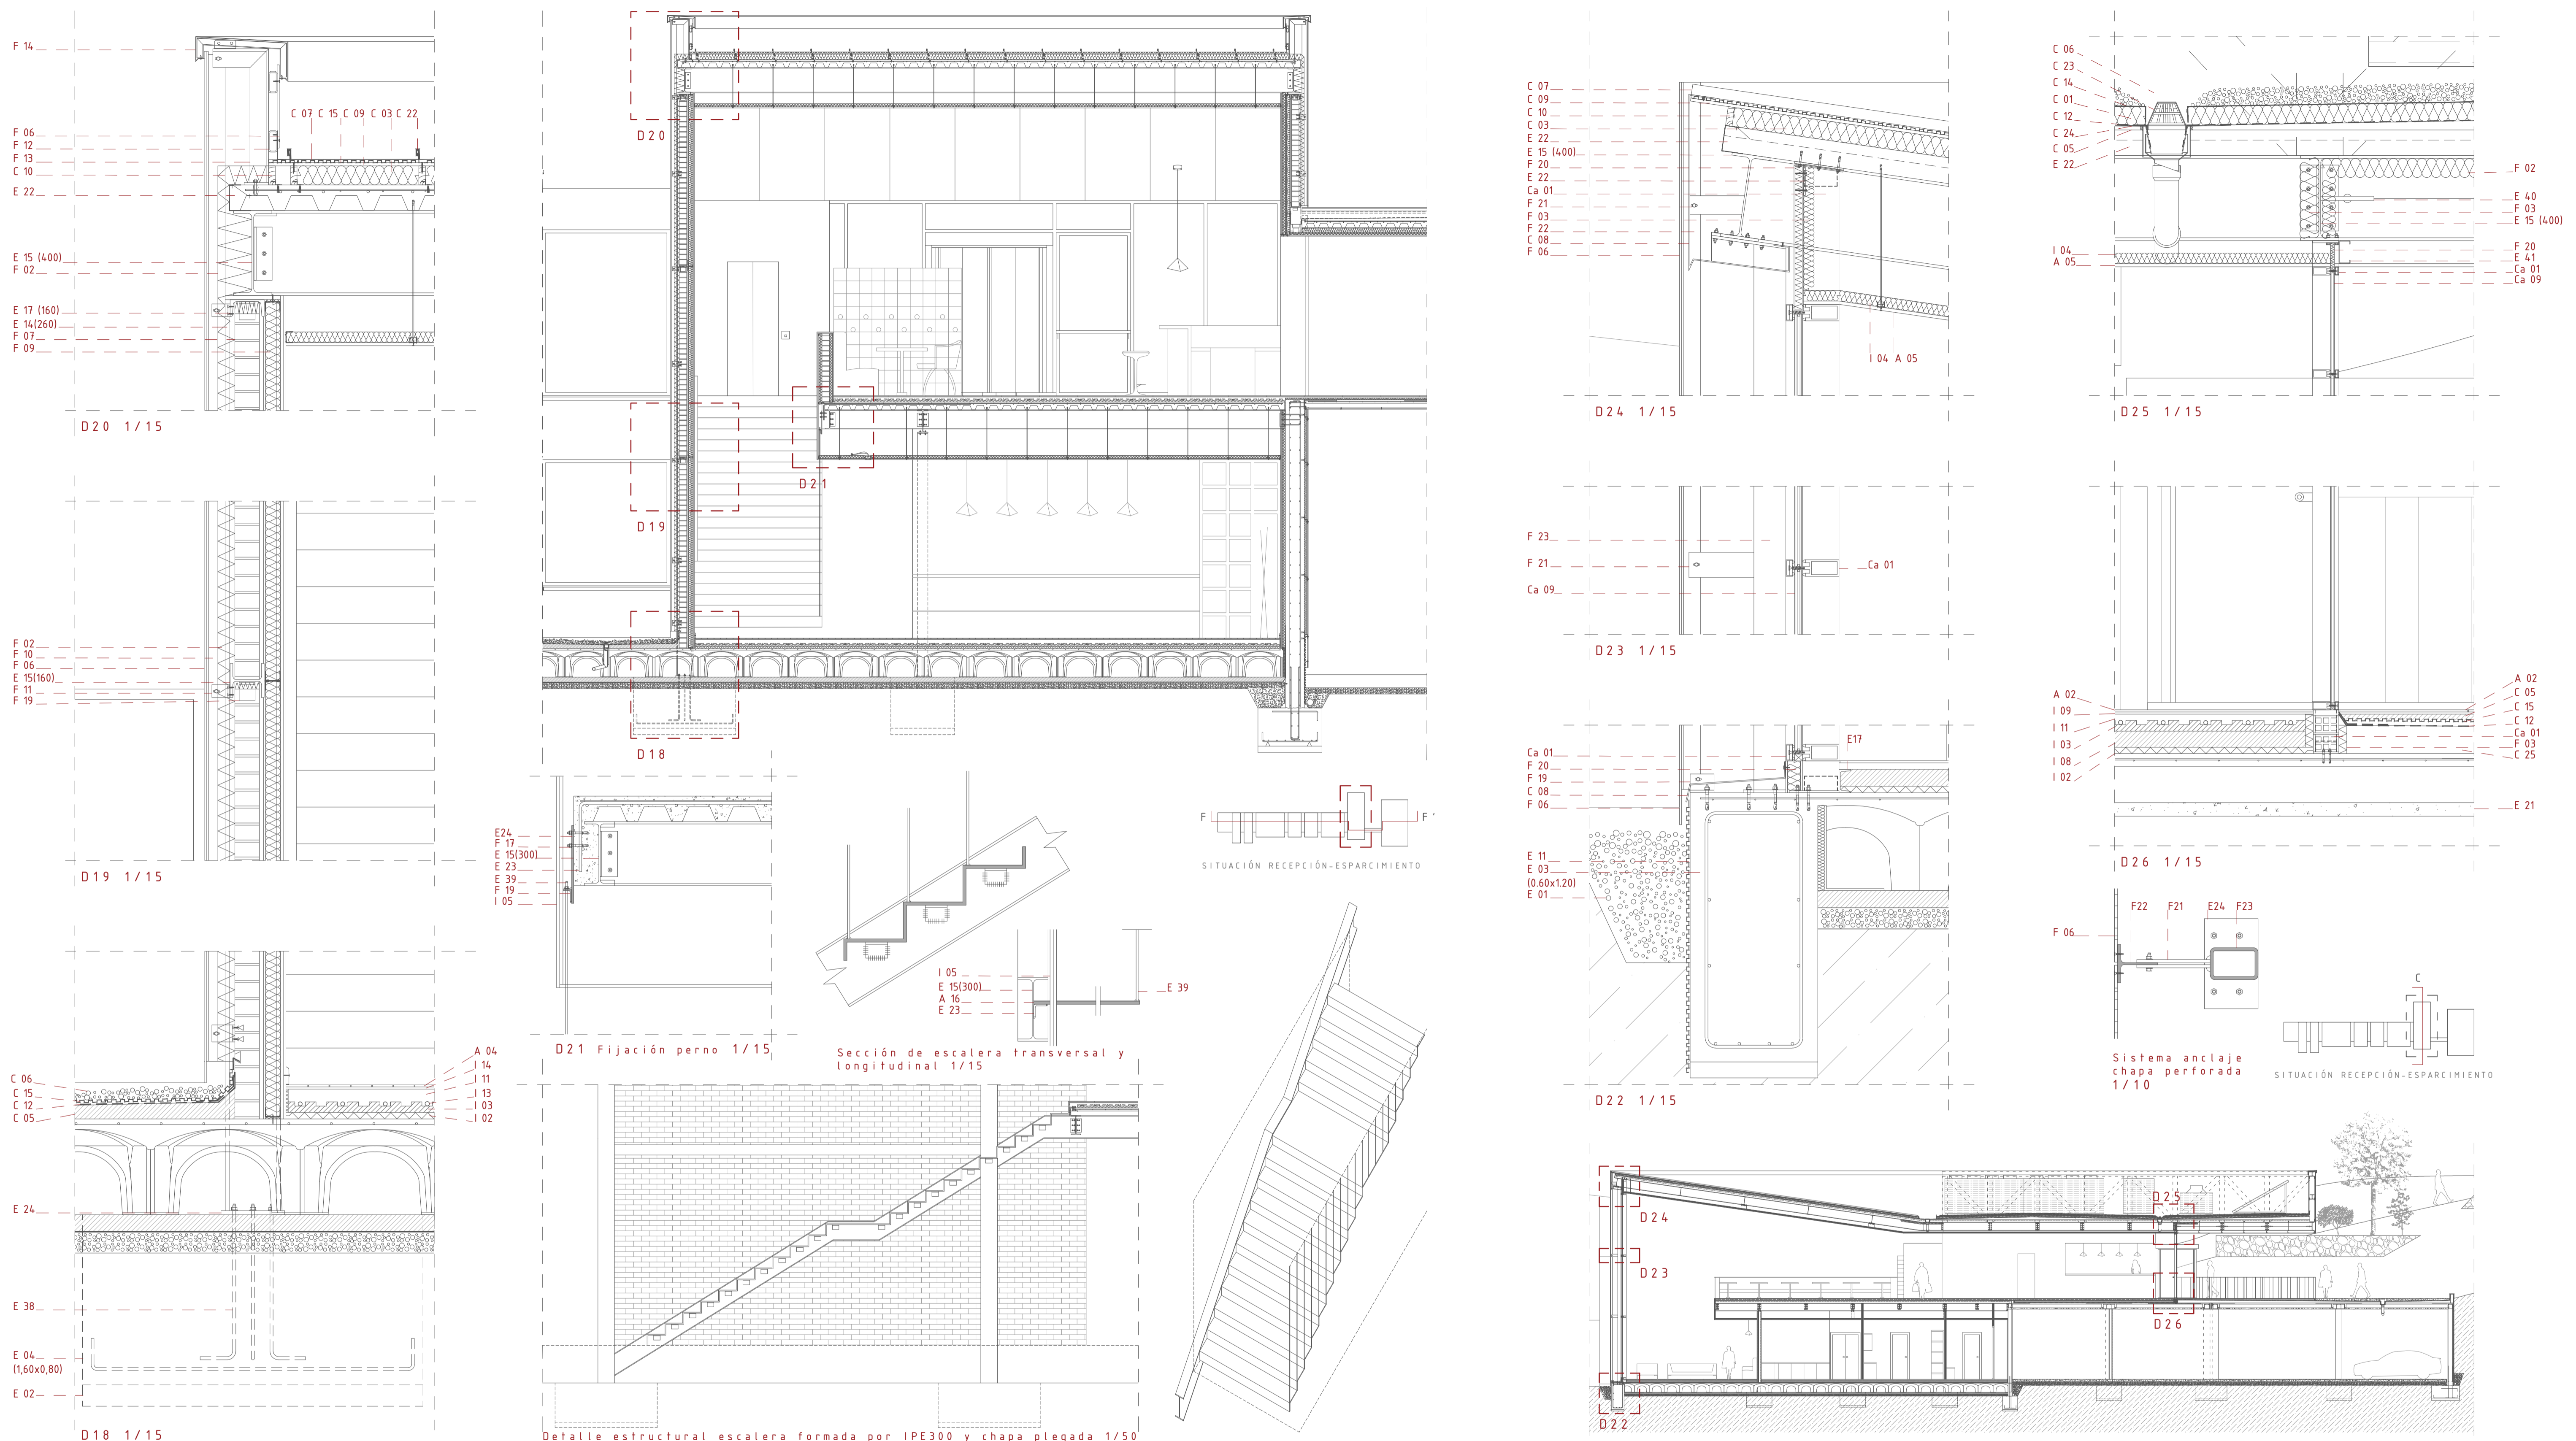 F 14
C 07 C 15 C 09 C 03 C 22
F 06
F 12
F 13
C 10
E 22
E 15 (400)
F 02
E 17 (160)
E 14(260)
F 07
F 09
D20 1/15
F 02
F 10
F 06
E 15(160)
F 11
F 19
D19 1/15
C 06
C 15
C 12
C 05
A 04
I 14
I 11
I 13
I 03
I 02
E 24
E 38
E 04
(1,60x0,80)
E 02
D18 1/15
D20
D21
D19
D18
E24
F 17
E 15(300)
E 23
E 39
F 19
I 05
D21 Fijación perno 1/15
I 05
E 15(300)
A 16
E 23
E 39
Sección de escalera transversal y
longitudinal 1/15
F
F '
SITUACIÓN RECEPCIÓN-ESPARCIMIENTO
Detalle estructural escalera formada por IPE300 y chapa plegada 1/50
C 07
C 09
C 10
C 03
E 22
E 15 (400)
F 20
E 22
Ca 01
F 21
F 03
F 22
C 08
F 06
I 04 A 05
D24 1/15
F 23
F 21
Ca 09
Ca 01
D23 1/15
Ca 01
F 20
F 19
C 08
F 06
E17
E 11
E 03
(0.60x1.20)
E 01
D22 1/15
C 06
C 23
C 14
C 01
C 12
C 24
C 05
E 22
I 04
A 05
F 02
E 40
F 03
E 15 (400)
F 20
E 41
Ca 01
Ca 09
D25 1/15
A 02
I 09
I 11
I 03
I 08
I 02
A 02
C 05
C 15
C 12
Ca 01
F 03
C 25
E 21
D26 1/15
F22 F21 E24 F23
F 06
Sistema anclaje
chapa perforada
1/10
C
SITUACIÓN RECEPCIÓN-ESPARCIMIENTO
D24
D23
D22
D25
D26